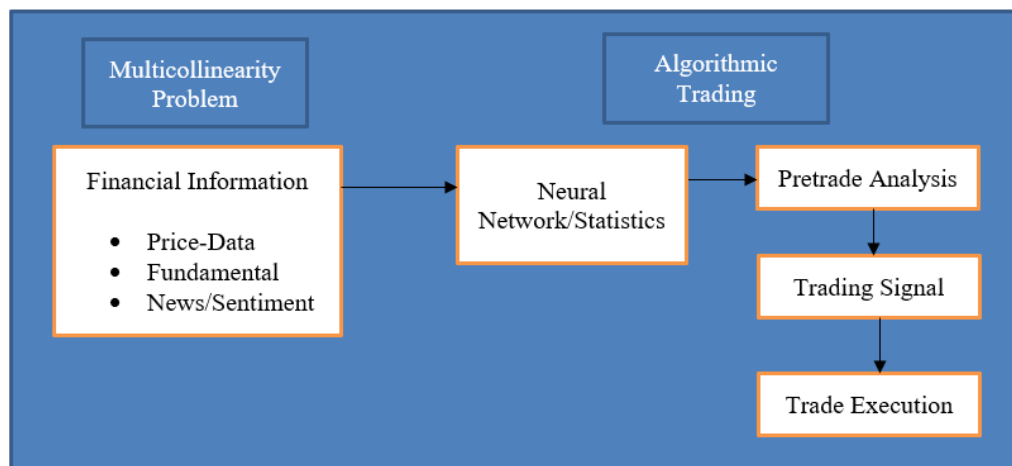 Multicollinearity
Problem
Algorithmic
Trading
Financial Information
• Price-Data
• Fundamental
• News/Sentiment
Neural
Network/Statistics
Pretrade Analysis
Trading Signal
Trade Execution